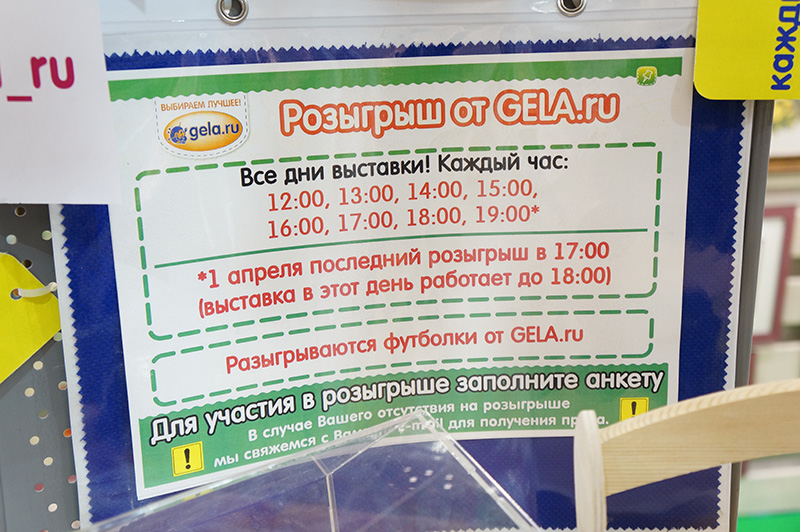 _ru
кажды
ВЫБИРАЕМ ЛУЧШЕЕ!
gela.ru
Розыгрыш от GELA.ru
Все дни выставки! Каждый час:
12:00, 13:00, 14:00, 15:00,
16:00, 17:00, 18:00, 19:00*
*1 апреля последний розыгрыш в 17:00
(выставка в этот день работает до 18:00)
Разыгрываются футболки от GELA.ru
Для участия в розыгрыше заполните анкету
В случае Вашего отсутствия на розыгрыше
мы свяжемся с e-mail для получения приза.